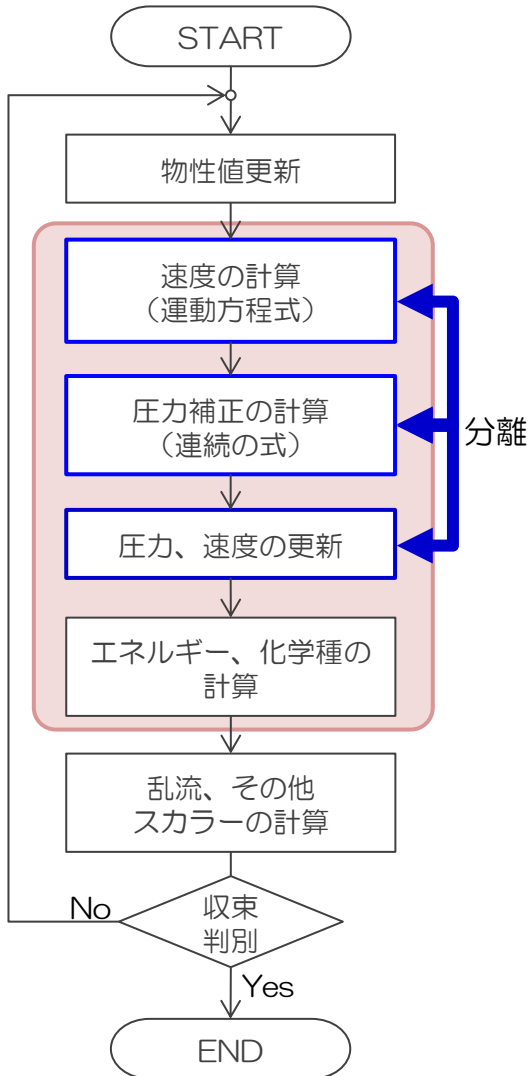 START
物性値更新
速度の計算
（運動方程式）
圧力補正の計算
（連続の式）
分離
圧力、速度の更新
エネルギー、化学種の
計算
乱流、その他
スカラーの計算
No
収束
判別
Yes
END